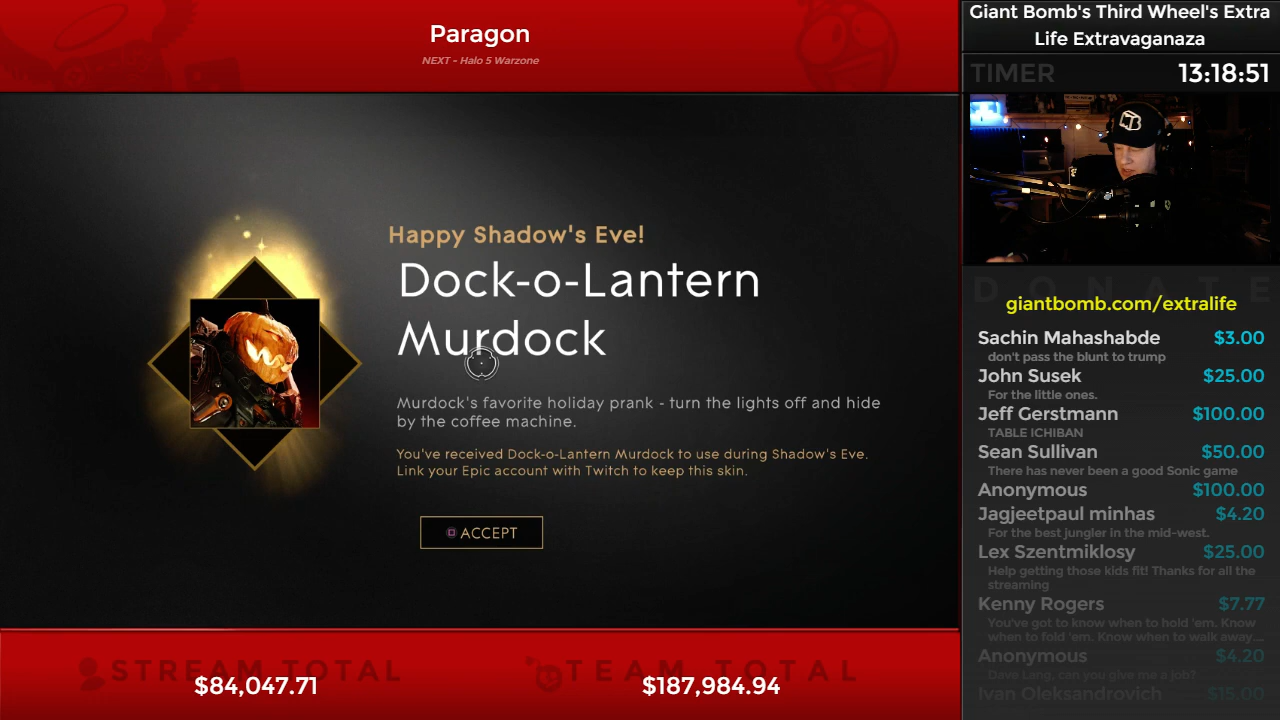 Paragon
NEXT - Halo 5 Warzone
Giant Bomb's Third Wheel's Extra
Life Extravaganaza
TIMER
13:18:51
Happy Shadow's Eve!
Dock-o-Lantern
Murdock
Murdock's favorite holiday prank - turn the lights off and hide
by the coffee machine.
You've received Dock-o-Lantern Murdock to use during Shadow's Eve.
Link your Epic account with Twitch to keep this skin.
ACCEPT
DONATE
giantbomb.com/extralife
Sachin Mahashabde $3.00
don't pass the blunt to trump
John Susek $25.00
For the little ones.
Jeff Gerstmann $100.00
TABLE ICHIBAN
Sean Sullivan $50.00
There has never been a good Sonic game
Anonymous $100.00
Jagjeetpaul minhas $4.20
For the best jungler in the mid-west.
Lex Szentmiklosy $25.00
Help getting those kids fit! Thanks for all the
streaming
Kenny Rogers $7.77
You've got to know when to hold 'em. Know
when to fold 'em. Know when to walk away....
Anonymous $4.20
Dave Lang, can you give me a job?
Ivan Oleksandrovich $15.00
STREAM TOTAL
$84,047.71
TEAM TOTAL
$187,984.94